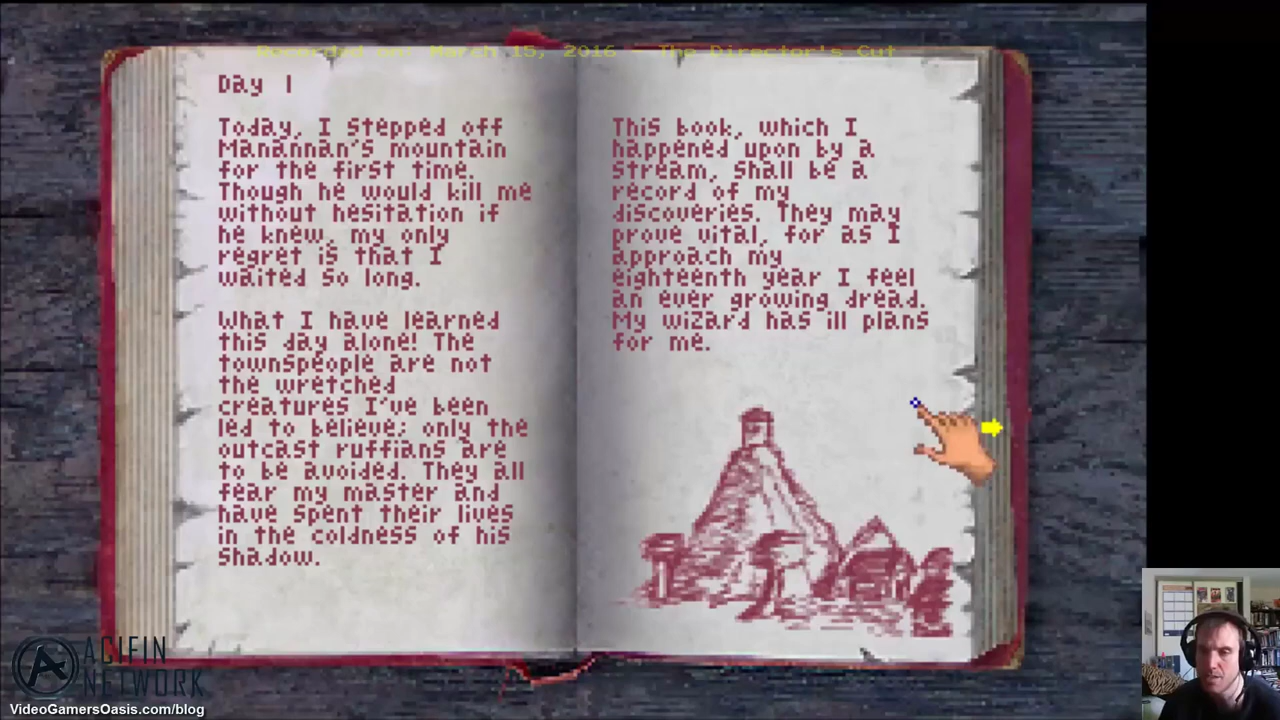 Recorded on: March 15, 2016 - The Director's Cut
Day 1
Today, I stepped off
Manannan's mountain
for the first time.
Though he would kill me
without hesitation if
he knew, my only
regret is that I
waited so long.
What I have learned
this day alone! The
townspeople are not
the wretched
creatures I've been
led to believe; only the
outcast ruffians are
to be avoided. They all
fear my master and
have spent their lives
in the coldness of his
shadow.
This book, which I
happened upon by a
stream, shall be a
record of my
discoveries. They may
prove vital, for as I
approach my
eighteenth year I feel
an ever growing dread.
My wizard has ill plans
for me.
ACIFIN
NETWORK
VideoGamersOasis.com/blog